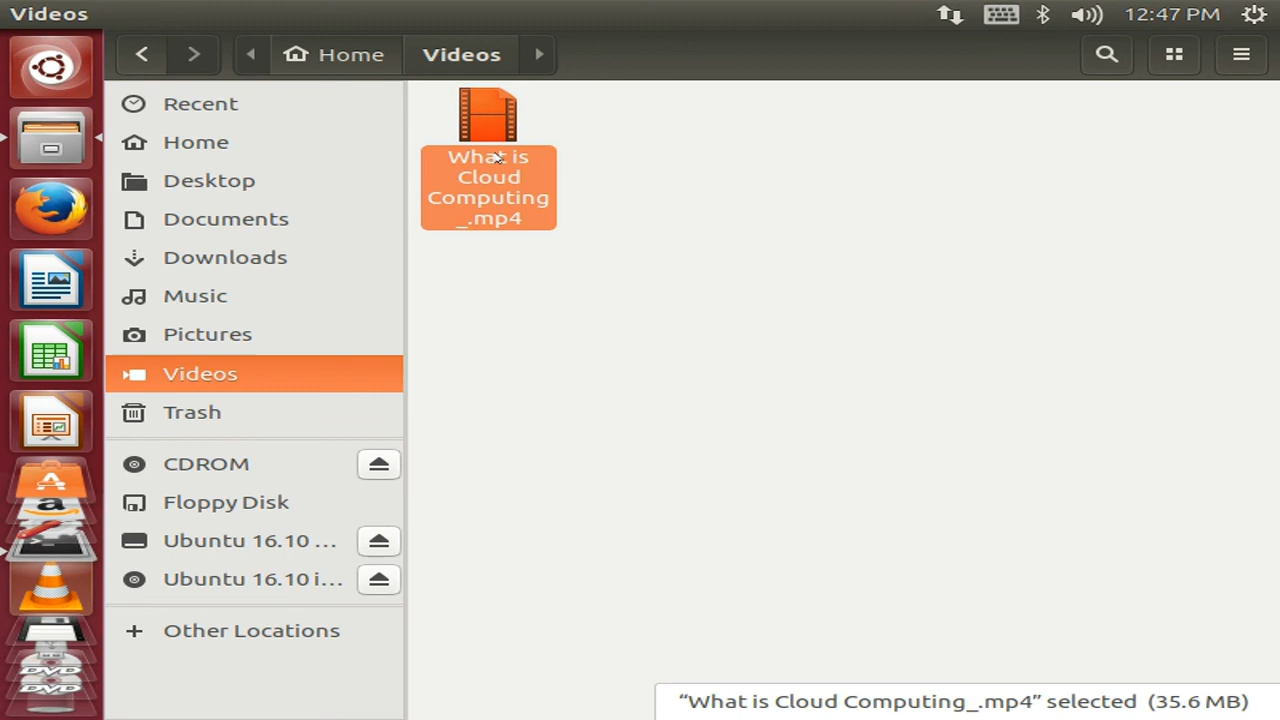 Videos
12:47 PM
Home
Videos
Recent
Home
Desktop
Documents
Downloads
Music
Pictures
Videos
Trash
CDROM
Floppy Disk
Ubuntu 16.10 ...
Ubuntu 16.10 i...
Other Locations
What is
Cloud
Computing
_.mp4
“What is Cloud Computing_.mp4” selected (35.6 MB)
A
a
DVD
DVD